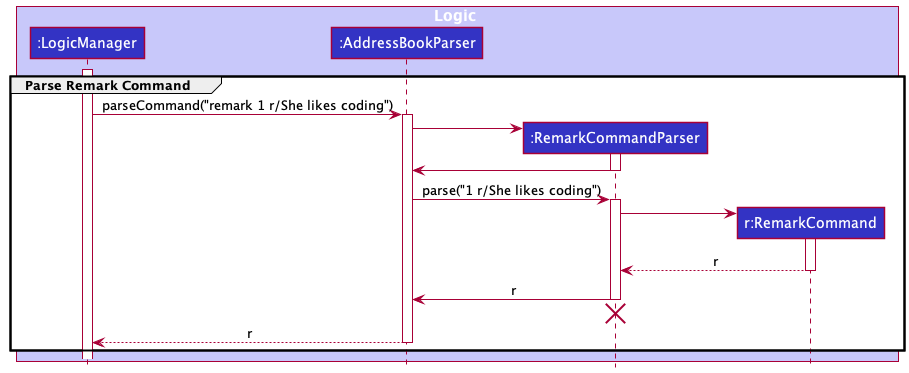 Logic
:LogicManager
:AddressBookParser
Parse Remark Command
parseCommand("remark 1 r/She likes coding")
:RemarkCommandParser
parse("1 r/She likes coding")
r:RemarkCommand
r
r
r